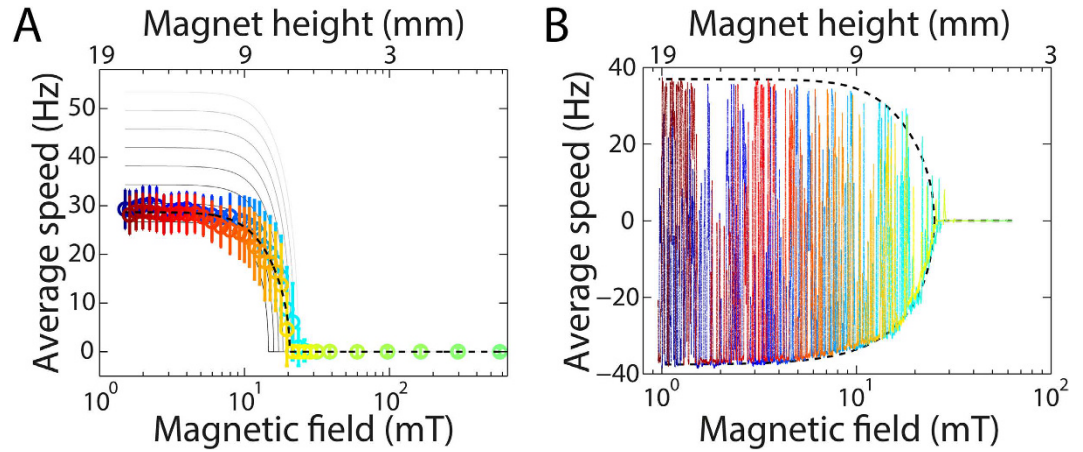 A
Magnet height (mm)
19 9 3
Average speed (Hz)
50
40
30
20
10
0
10⁰ 10¹ 10²
Magnetic field (mT)
B
Magnet height (mm)
19 9 3
Average speed (Hz)
40
20
0
−20
−40
10⁰ 10¹ 10²
Magnetic field (mT)